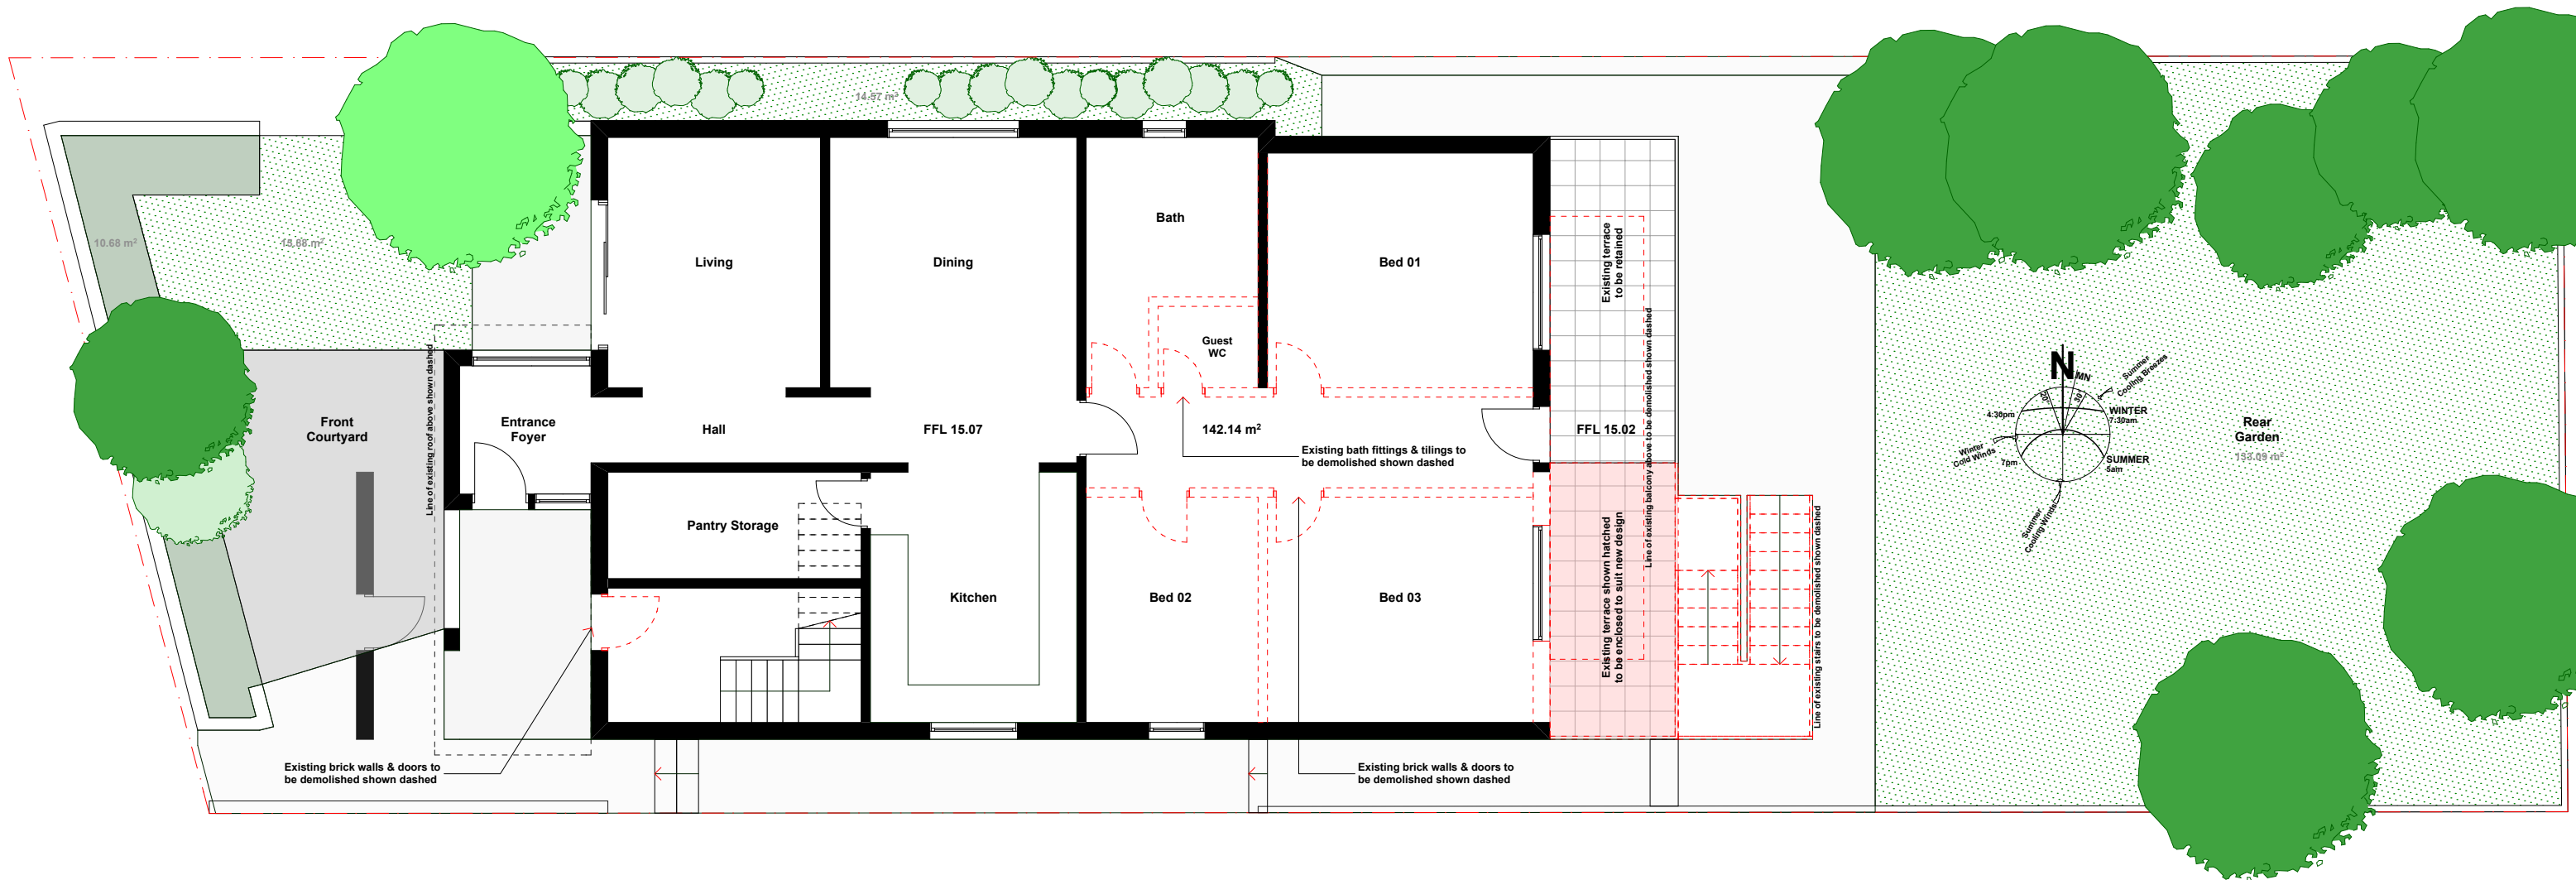 14.97 m²
10.68 m²
15.88 m²
Living
Dining
Bath
Bed 01
Guest
WC
Existing terrace
to be retained
Line of existing roof above shown dashed
Front
Courtyard
Entrance
Foyer
Hall
FFL 15.07
142.14 m²
FFL 15.02
Existing bath fittings & tilings to
be demolished shown dashed
Line of existing balcony above to be demolished shown dashed
Pantry Storage
Kitchen
Bed 02
Bed 03
Existing terrace shown hatched
to be enclosed to suit new design
Line of existing stairs to be demolished shown dashed
Existing brick walls & doors to
be demolished shown dashed
Existing brick walls & doors to
be demolished shown dashed
N
MN
Summer
Cooling Breezes
30
4:30pm
WINTER
7:30am
Winter
Cold Winds
7pm
SUMMER
5am
Summer
Cooling Winds
Rear
Garden